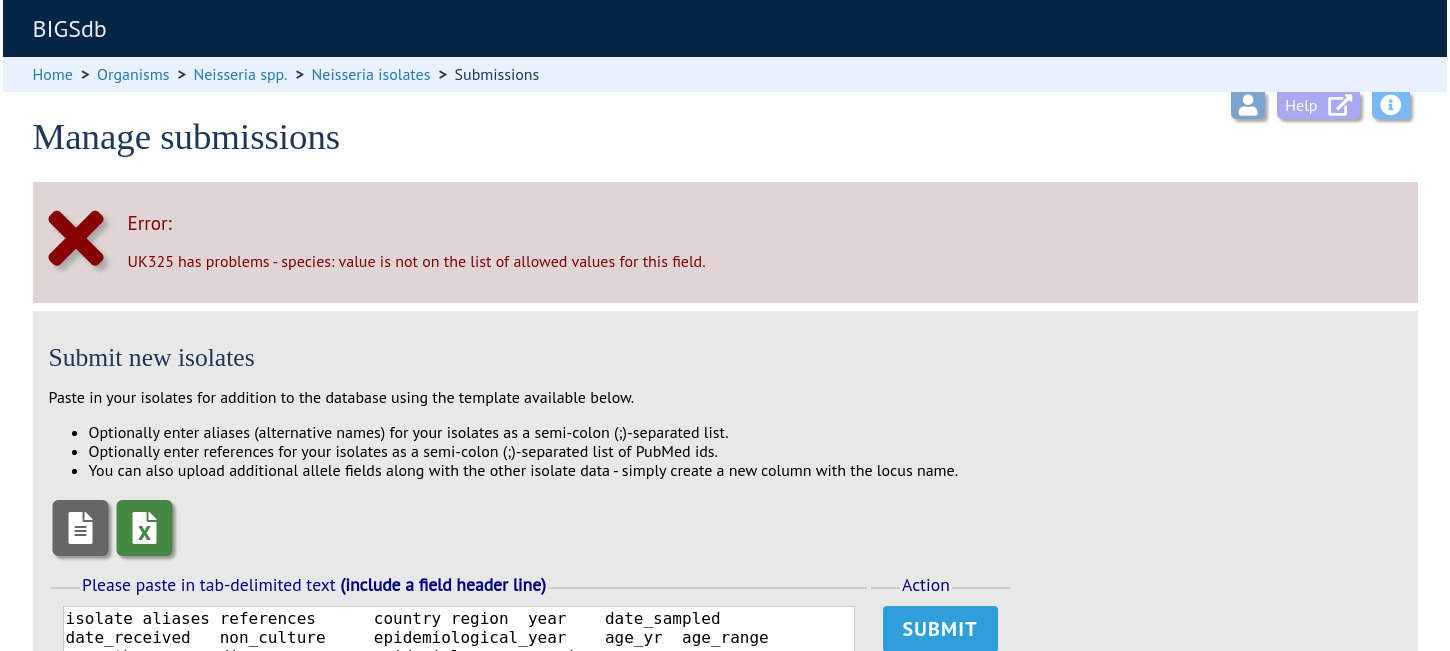 BIGSdb
Home > Organisms > Neisseria spp. > Neisseria isolates > Submissions
Help
Manage submissions
Error:
UK325 has problems - species: value is not on the list of allowed values for this field.
Submit new isolates
Paste in your isolates for addition to the database using the template available below.
• Optionally enter aliases (alternative names) for your isolates as a semi-colon (;)-separated list.
• Optionally enter references for your isolates as a semi-colon (;)-separated list of PubMed ids.
• You can also upload additional allele fields along with the other isolate data - simply create a new column with the locus name.
Please paste in tab-delimited text (include a field header line)
Action
isolate aliases references country region year date_sampled
SUBMIT
date_received non_culture epidemiological_year age_yr age_range